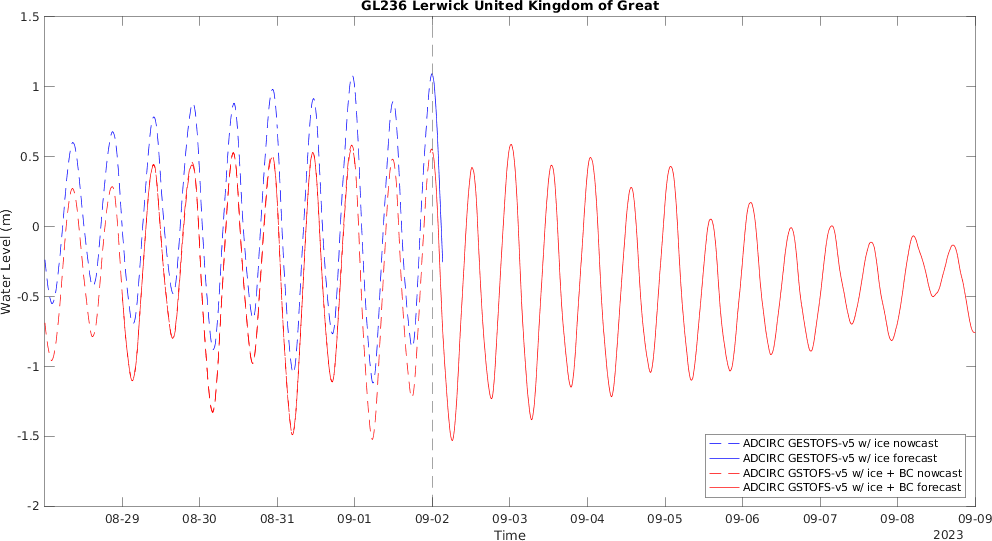 GL236 Lerwick United Kingdom of Great
1.5
1
0.5
0
-0.5
-1
-1.5
-2
Water Level (m)
08-29 08-30 08-31 09-01 09-02 09-03 09-04 09-05 09-06 09-07 09-08 09-09
Time
2023
ADCIRC GESTOFS-v5 w/ ice nowcast
ADCIRC GESTOFS-v5 w/ ice forecast
ADCIRC GSTOFS-v5 w/ ice + BC nowcast
ADCIRC GSTOFS-v5 w/ ice + BC forecast